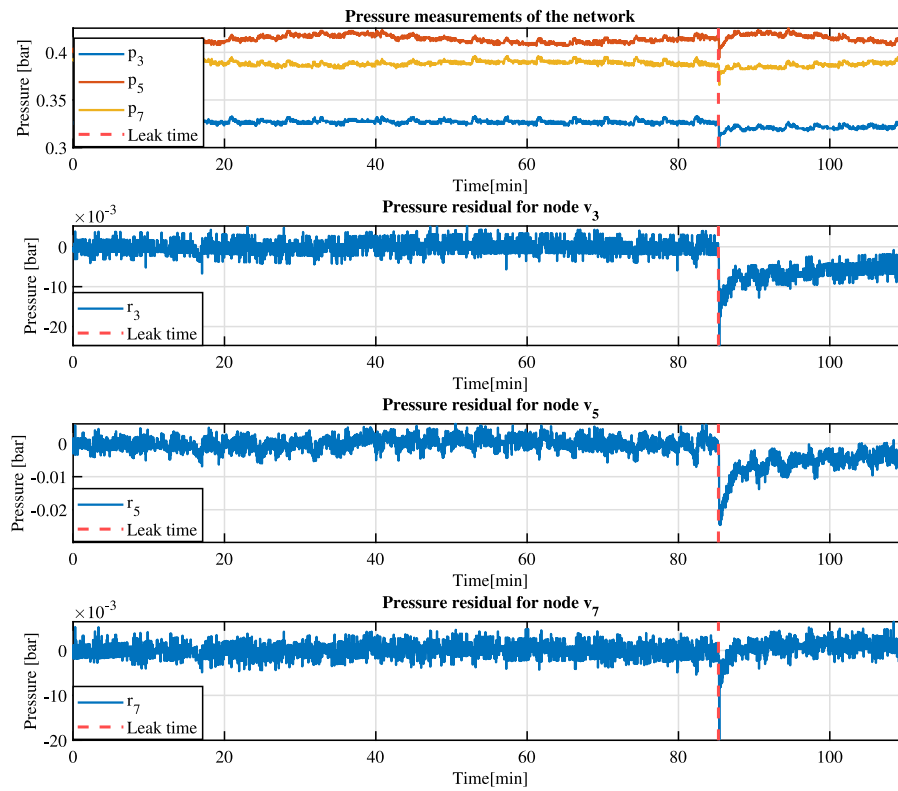 Pressure measurements of the network
Pressure [bar]
0.4
0.35
0.3
p3
p5
p7
Leak time
0 20 40 60 80 100
Time[min]
Pressure residual for node v3
×10-3
Pressure [bar]
0
-10
-20
r3
Leak time
0 20 40 60 80 100
Time[min]
Pressure residual for node v5
Pressure [bar]
0
-0.01
-0.02
r5
Leak time
0 20 40 60 80 100
Time[min]
Pressure residual for node v7
×10-3
Pressure [bar]
0
-10
-20
r7
Leak time
0 20 40 60 80 100
Time[min]